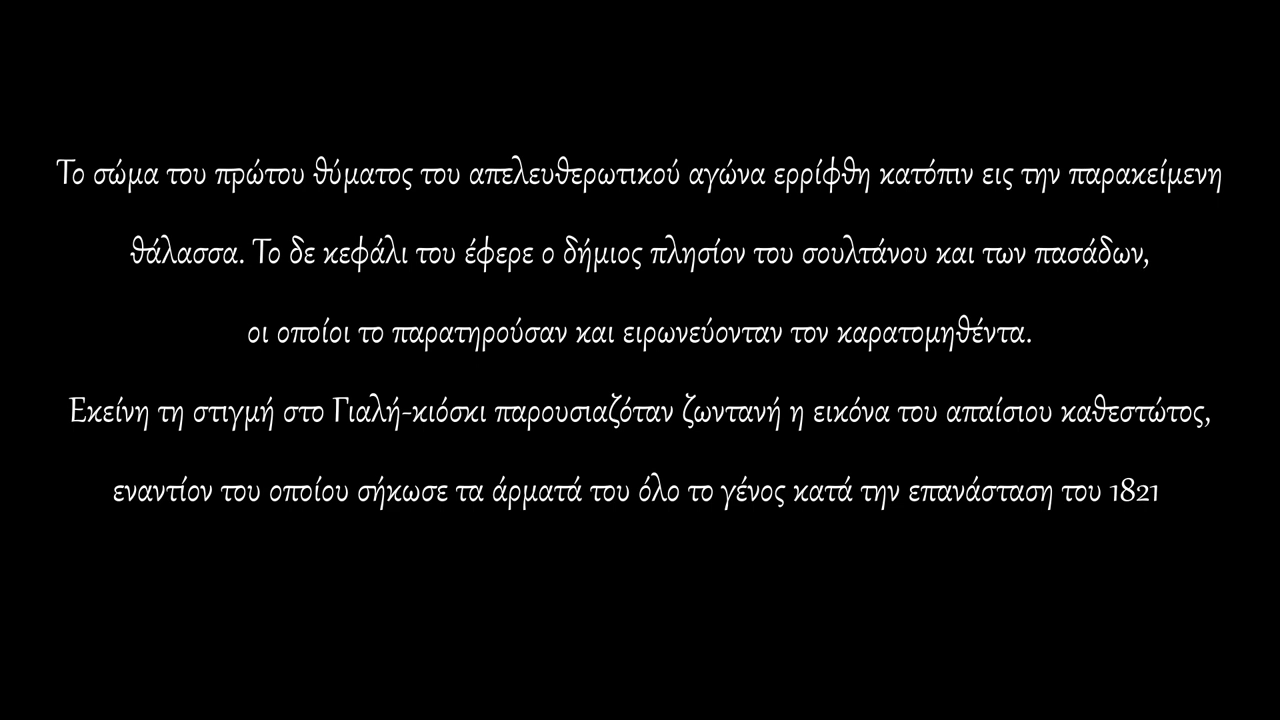 Το σώμα του πρώτου θύματος του απελευθερωτικού αγώνα ερρίφθη κατόπιν εις την παρακείμενη
θάλασσα. Το δε κεφάλι του έφερε ο δήμιος πλησίον του σουλτάνου και των πασάδων,
οι οποίοι το παρατηρούσαν και ειρωνεύονταν τον καρατομηθέντα.
Εκείνη τη στιγμή στο Γιαλή-κιόσκι παρουσιαζόταν ζωντανή η εικόνα του απαίσιου καθεστώτος,
εναντίον του οποίου σήκωσε τα άρματά του όλο το γένος κατά την επανάσταση του 1821